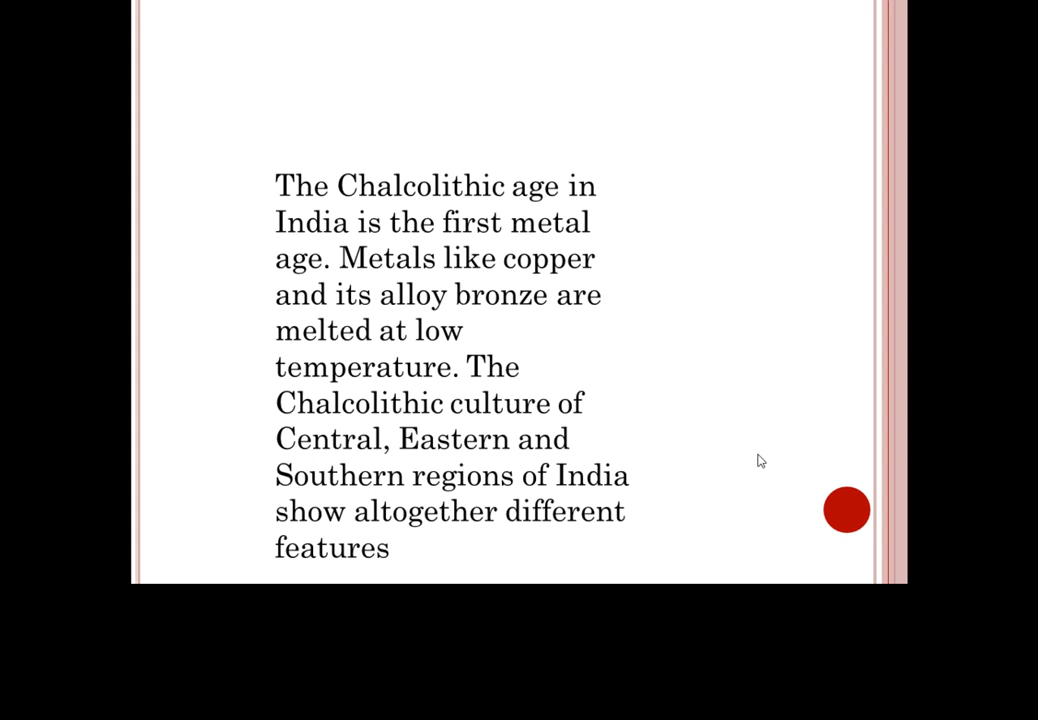 The Chalcolithic age in
India is the first metal
age. Metals like copper
and its alloy bronze are
melted at low
temperature. The
Chalcolithic culture of
Central, Eastern and
Southern regions of India
show altogether different
features